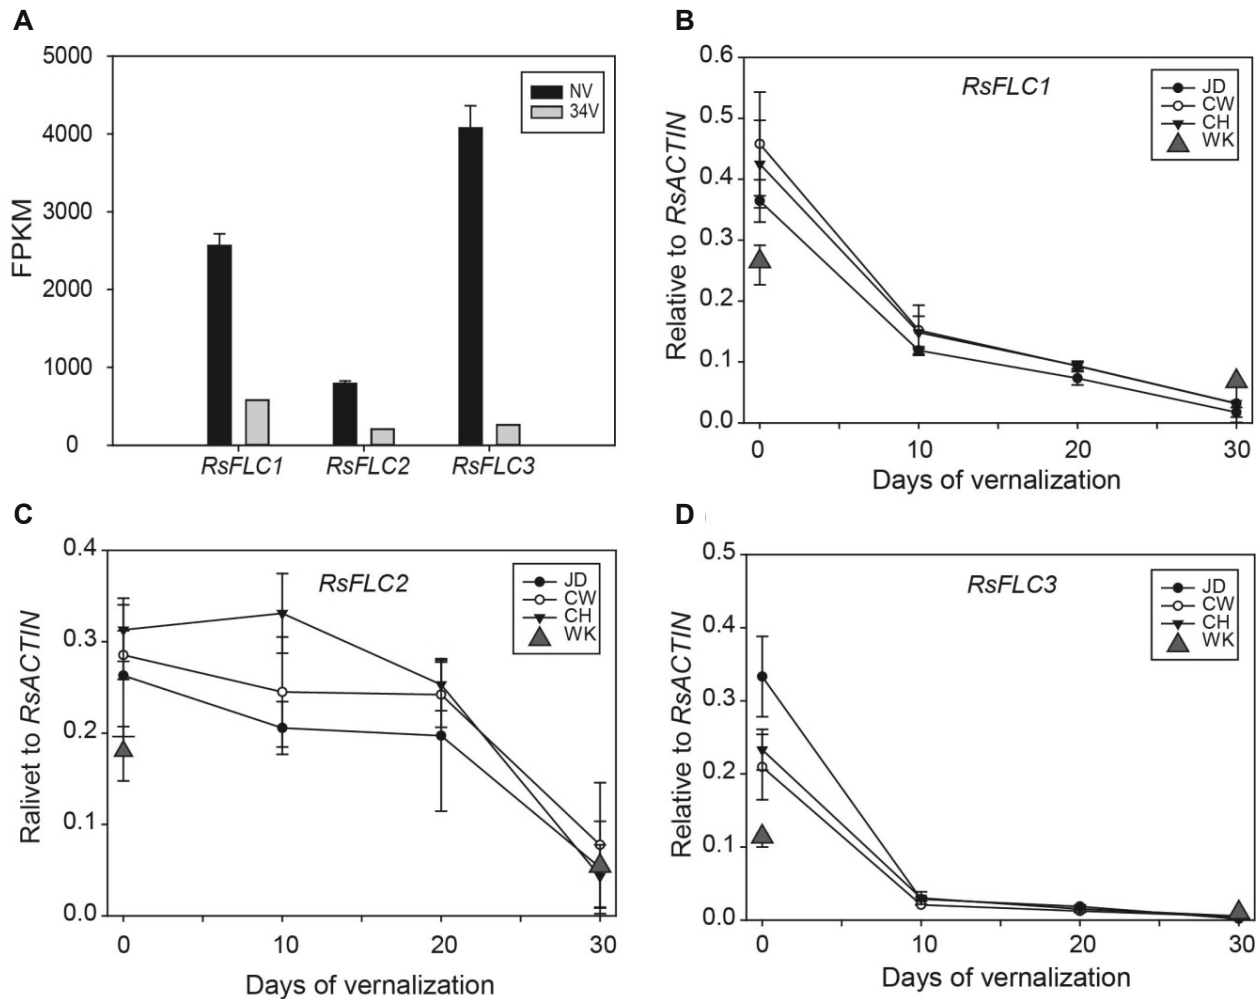 A
5000
4000
3000
2000
1000
0
FPKM
NV
34V
RsFLC1
RsFLC2
RsFLC3
B
0.6
0.5
0.4
0.3
0.2
0.1
0.0
Relative to RsACTIN
RsFLC1
JD
CW
CH
WK
0
10
20
30
Days of vernalization
C
0.4
0.3
0.2
0.1
0.0
Ralivet to RsACTIN
RsFLC2
JD
CW
CH
WK
0
10
20
30
Days of vernalization
D
0.5
0.4
0.3
0.2
0.1
0.0
Relative to RsACTIN
RsFLC3
JD
CW
CH
WK
0
10
20
30
Days of vernalization